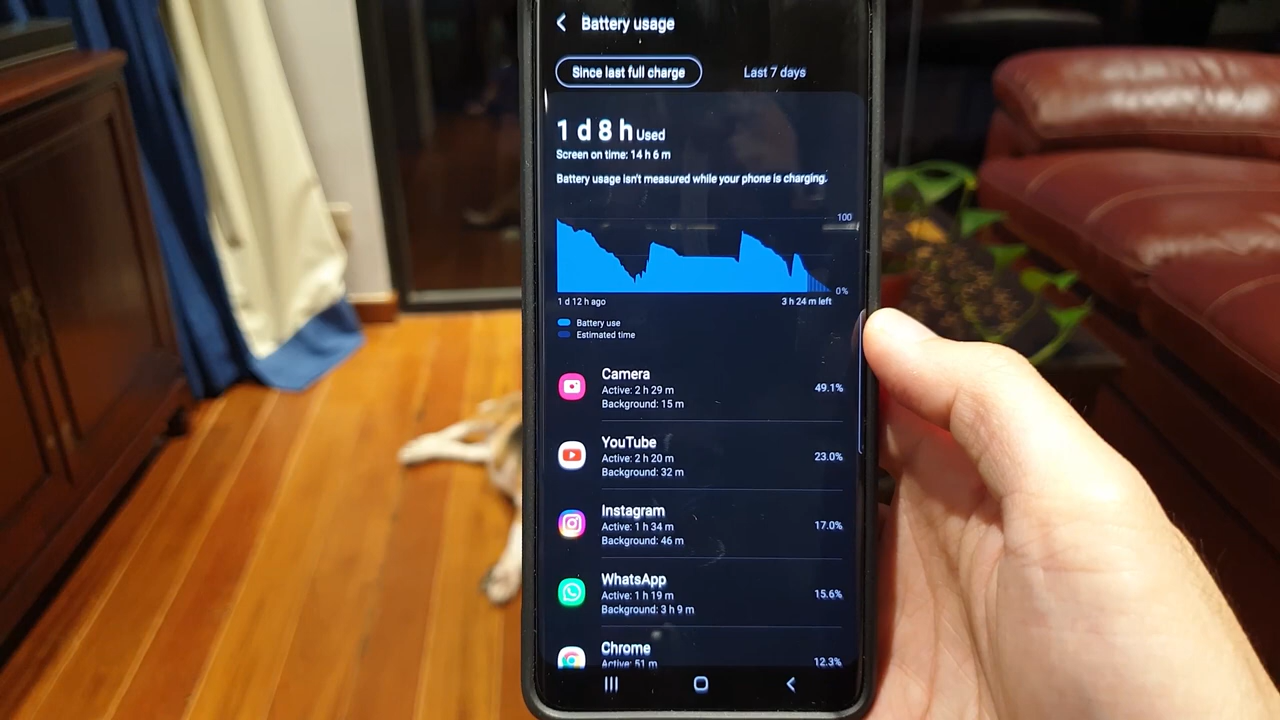 Battery usage
Since last full charge
Last 7 days
1 d 8 h Used
Screen on time: 14 h 6 m
Battery usage isn't measured while your phone is charging.
100
0%
1 d 12 h ago
3 h 24 m left
Battery use
Estimated time
Camera
Active: 2 h 29 m
49.1%
Background: 15 m
YouTube
Active: 2 h 20 m
23.0%
Background: 32 m
Instagram
Active: 1 h 34 m
17.0%
Background: 46 m
WhatsApp
Active: 1 h 19 m
15.6%
Background: 3 h 9 m
Chrome
Active: 51 m
12.3%